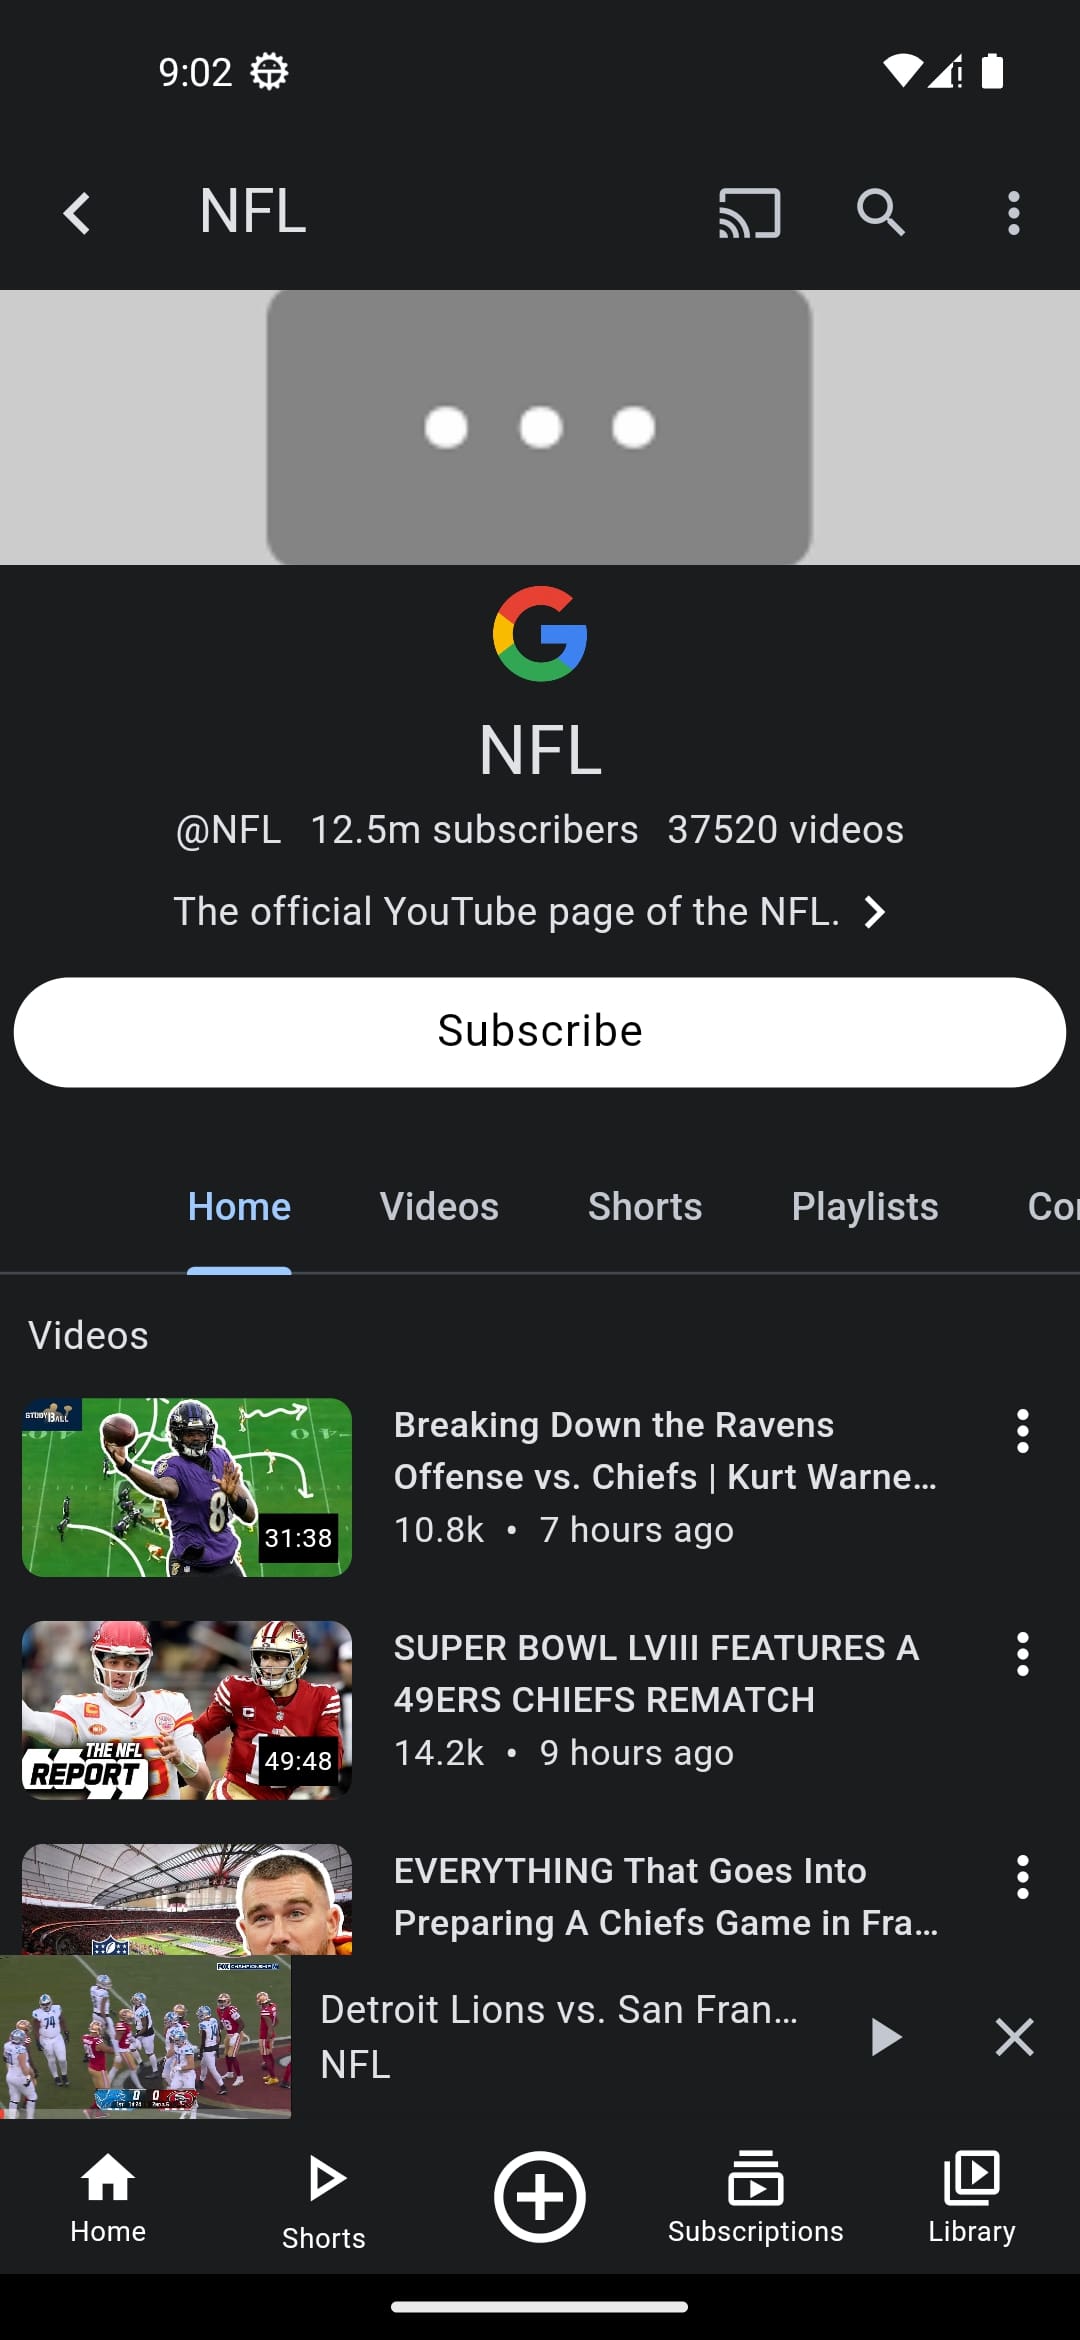 9:02
NFL
NFL
@NFL 12.5m subscribers 37520 videos
The official YouTube page of the NFL.
Subscribe
Home Videos Shorts Playlists Co
Videos
STUDY BALL
8
31:38
Breaking Down the Ravens
Offense vs. Chiefs | Kurt Warne…
10.8k • 7 hours ago
THE NFL
REPORT
49:48
SUPER BOWL LVIII FEATURES A
49ERS CHIEFS REMATCH
14.2k • 9 hours ago
EVERYTHING That Goes Into
Preparing A Chiefs Game in Fra…
74
0 0
Detroit Lions vs. San Fran…
NFL
Home
Shorts
Subscriptions
Library